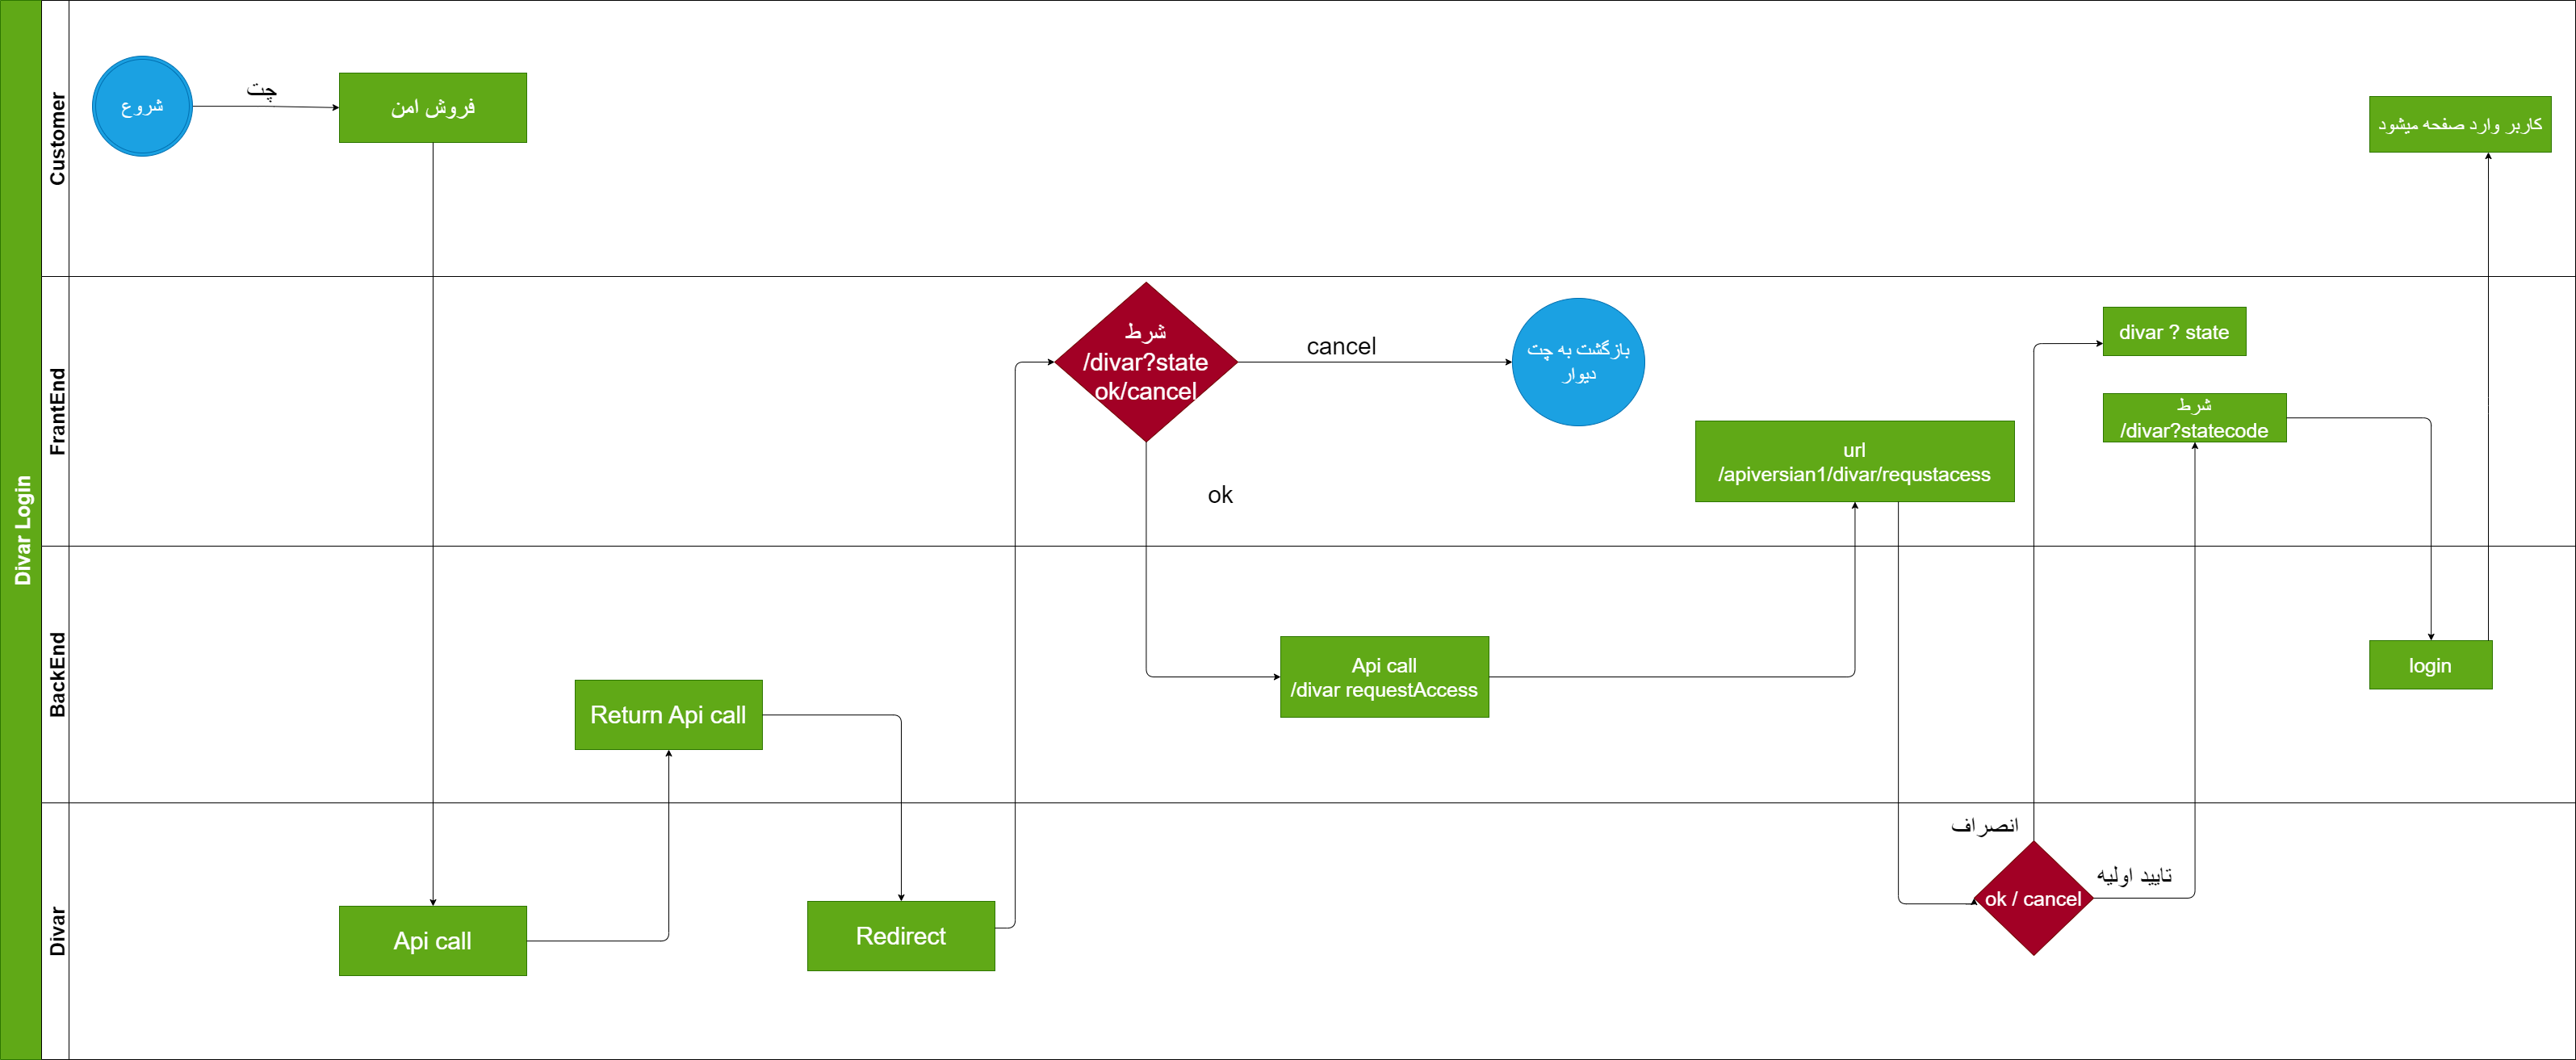 Divar Login
Customer
شروع
چت
فروش امن
کاربر وارد صفحه میشود
FrantEnd
شرط
/divar?state
ok/cancel
cancel
بازگشت به چت
دیوار
ok
url
/apiversian1/divar/requstacess
divar ? state
شرط
/divar?statecode
BackEnd
Return Api call
Api call
/divar requestAccess
login
Divar
Api call
Redirect
انصراف
ok / cancel
تایید اولیه